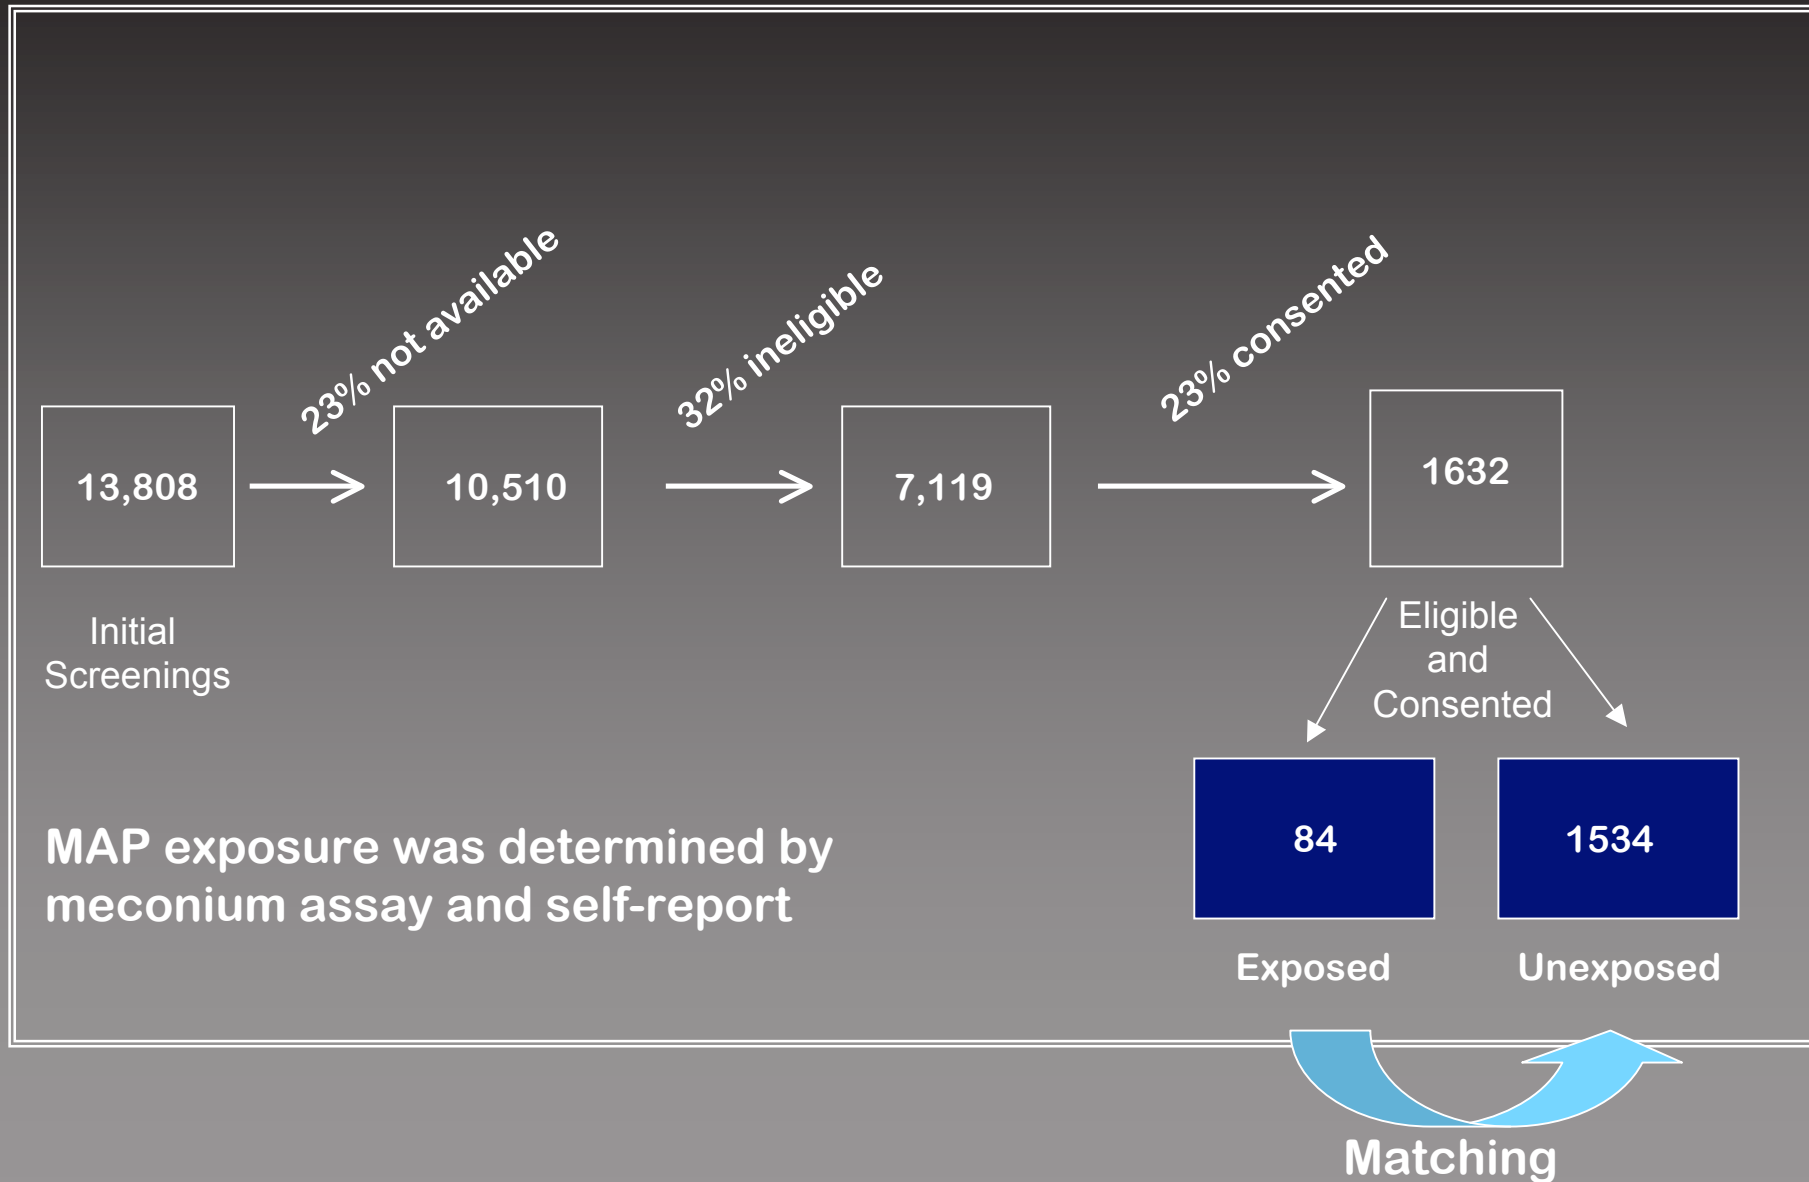 23% not available
32% ineligible
23% consented
13,808
10,510
7,119
1632
Initial
Screenings
Eligible
and
Consented
MAP exposure was determined by
meconium assay and self-report
84
1534
Exposed
Unexposed
Matching